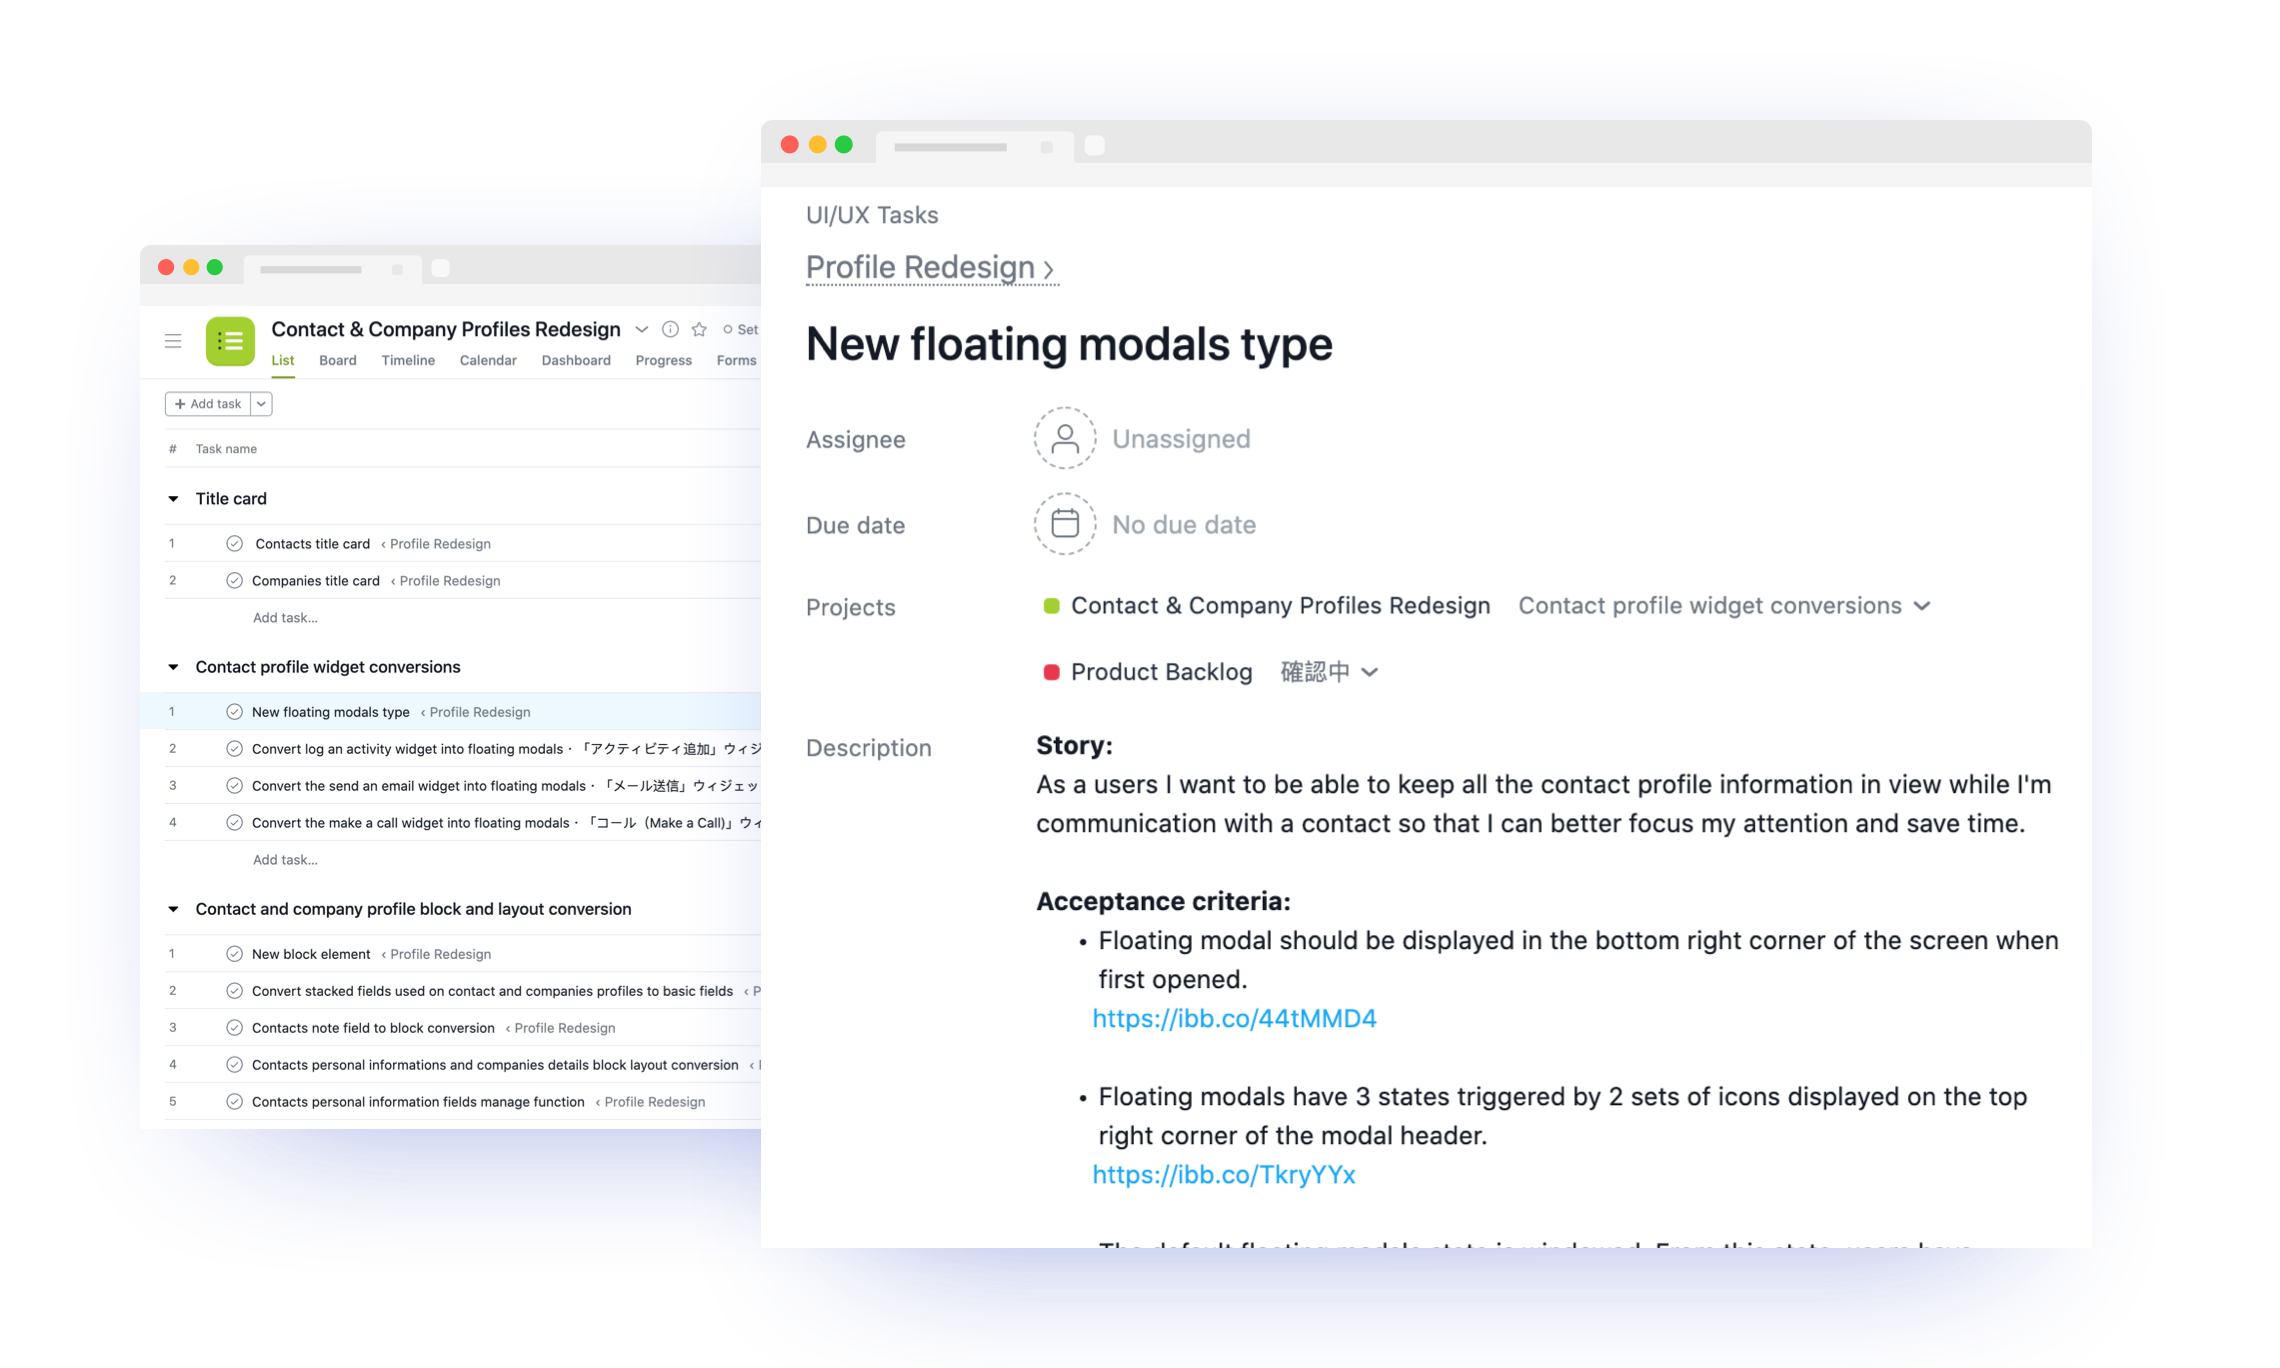 Contact & Company Profiles Redesign
Set
List Board Timeline Calendar Dashboard Progress Forms
+ Add task
# Task name
Title card
1 Contacts title card ‹ Profile Redesign
2 Companies title card ‹ Profile Redesign
Add task...
Contact profile widget conversions
1 New floating modals type ‹ Profile Redesign
2 Convert log an activity widget into floating modals・「アクティビティ追加」ウィジ
3 Convert the send an email widget into floating modals・「メール送信」ウィジェッ
4 Convert the make a call widget into floating modals・「コール（Make a Call)」ウィ
Add task...
Contact and company profile block and layout conversion
1 New block element ‹ Profile Redesign
2 Convert stacked fields used on contact and companies profiles to basic fields ‹ P
3 Contacts note field to block conversion ‹ Profile Redesign
4 Contacts personal informations and companies details block layout conversion ‹
5 Contacts personal information fields manage function ‹ Profile Redesign
UI/UX Tasks
Profile Redesign ›
New floating modals type
Assignee Unassigned
Due date No due date
Projects Contact & Company Profiles Redesign Contact profile widget conversions
Product Backlog 確認中
Description Story:
As a users I want to be able to keep all the contact profile information in view while I'm
communication with a contact so that I can better focus my attention and save time.
Acceptance criteria:
• Floating modal should be displayed in the bottom right corner of the screen when
first opened.
https://ibb.co/44tMMD4
• Floating modals have 3 states triggered by 2 sets of icons displayed on the top
right corner of the modal header.
https://ibb.co/TkryYYx